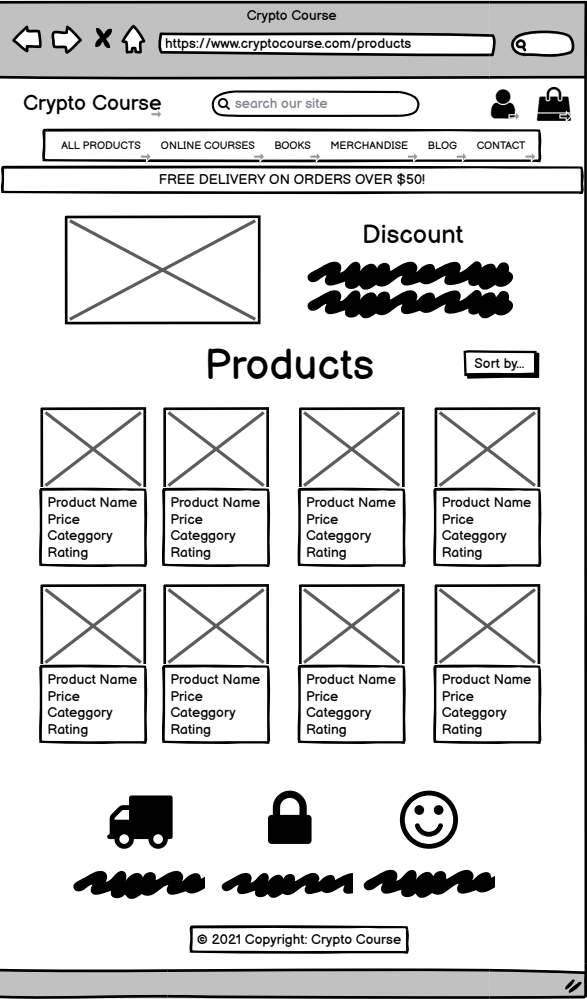 Crypto Course
https://www.cryptocourse.com/products
Crypto Course
search our site
ALL PRODUCTS ONLINE COURSES BOOKS MERCHANDISE BLOG CONTACT
FREE DELIVERY ON ORDERS OVER $50!
Discount
Products
Sort by...
Product Name
Price
Categgory
Rating
Product Name
Price
Categgory
Rating
Product Name
Price
Categgory
Rating
Product Name
Price
Categgory
Rating
Product Name
Price
Categgory
Rating
Product Name
Price
Categgory
Rating
Product Name
Price
Categgory
Rating
Product Name
Price
Categgory
Rating
© 2021 Copyright: Crypto Course